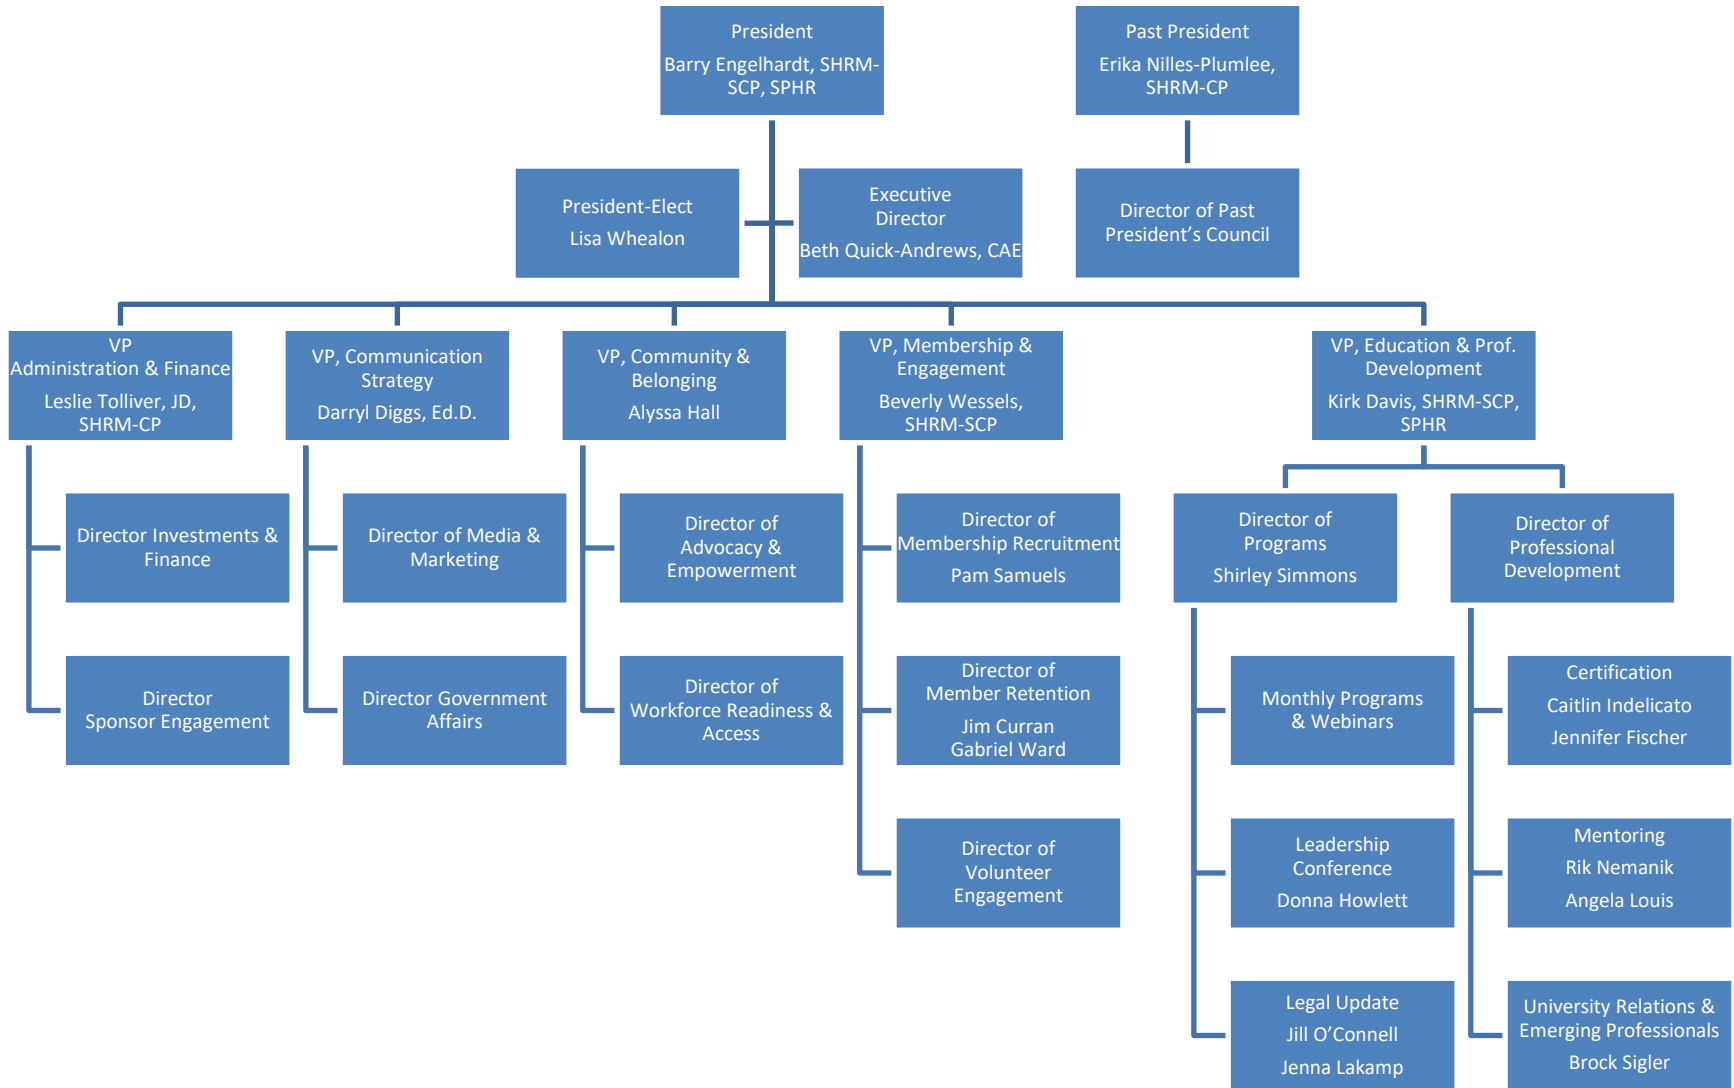 President
Barry Engelhardt, SHRM-
SCP, SPHR
Past President
Erika Nilles-Plumlee,
SHRM-CP
President-Elect
Lisa Whealon
Executive
Director
Beth Quick-Andrews, CAE
Director of Past
President’s Council
VP
Administration & Finance
Leslie Tolliver, JD,
SHRM-CP
VP, Communication
Strategy
Darryl Diggs, Ed.D.
VP, Community &
Belonging
Alyssa Hall
VP, Membership &
Engagement
Beverly Wessels,
SHRM-SCP
VP, Education & Prof.
Development
Kirk Davis, SHRM-SCP,
SPHR
Director Investments &
Finance
Director of Media &
Marketing
Director of
Advocacy &
Empowerment
Director of
Membership Recruitment
Pam Samuels
Director of
Programs
Shirley Simmons
Director of
Professional
Development
Director
Sponsor Engagement
Director Government
Affairs
Director of
Workforce Readiness &
Access
Director of
Member Retention
Jim Curran
Gabriel Ward
Monthly Programs
& Webinars
Certification
Caitlin Indelicato
Jennifer Fischer
Director of
Volunteer
Engagement
Leadership
Conference
Donna Howlett
Mentoring
Rik Nemanik
Angela Louis
Legal Update
Jill O’Connell
Jenna Lakamp
University Relations &
Emerging Professionals
Brock Sigler